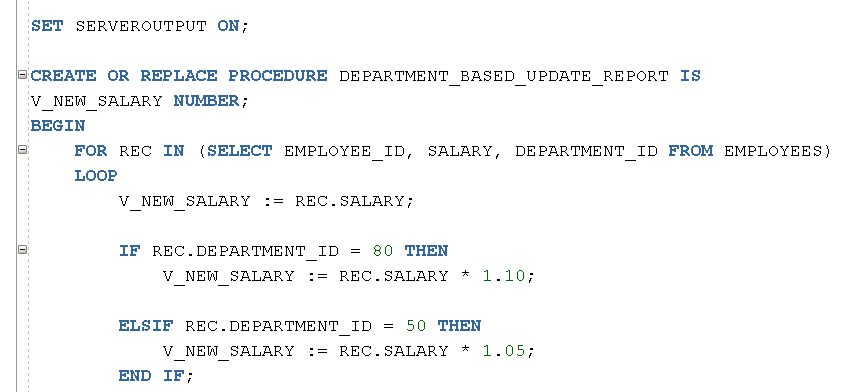 SET SERVEROUTPUT ON;
CREATE OR REPLACE PROCEDURE DEPARTMENT_BASED_UPDATE_REPORT IS
V_NEW_SALARY NUMBER;
BEGIN
FOR REC IN (SELECT EMPLOYEE_ID, SALARY, DEPARTMENT_ID FROM EMPLOYEES)
LOOP
V_NEW_SALARY := REC.SALARY;
IF REC.DEPARTMENT_ID = 80 THEN
V_NEW_SALARY := REC.SALARY * 1.10;
ELSIF REC.DEPARTMENT_ID = 50 THEN
V_NEW_SALARY := REC.SALARY * 1.05;
END IF;